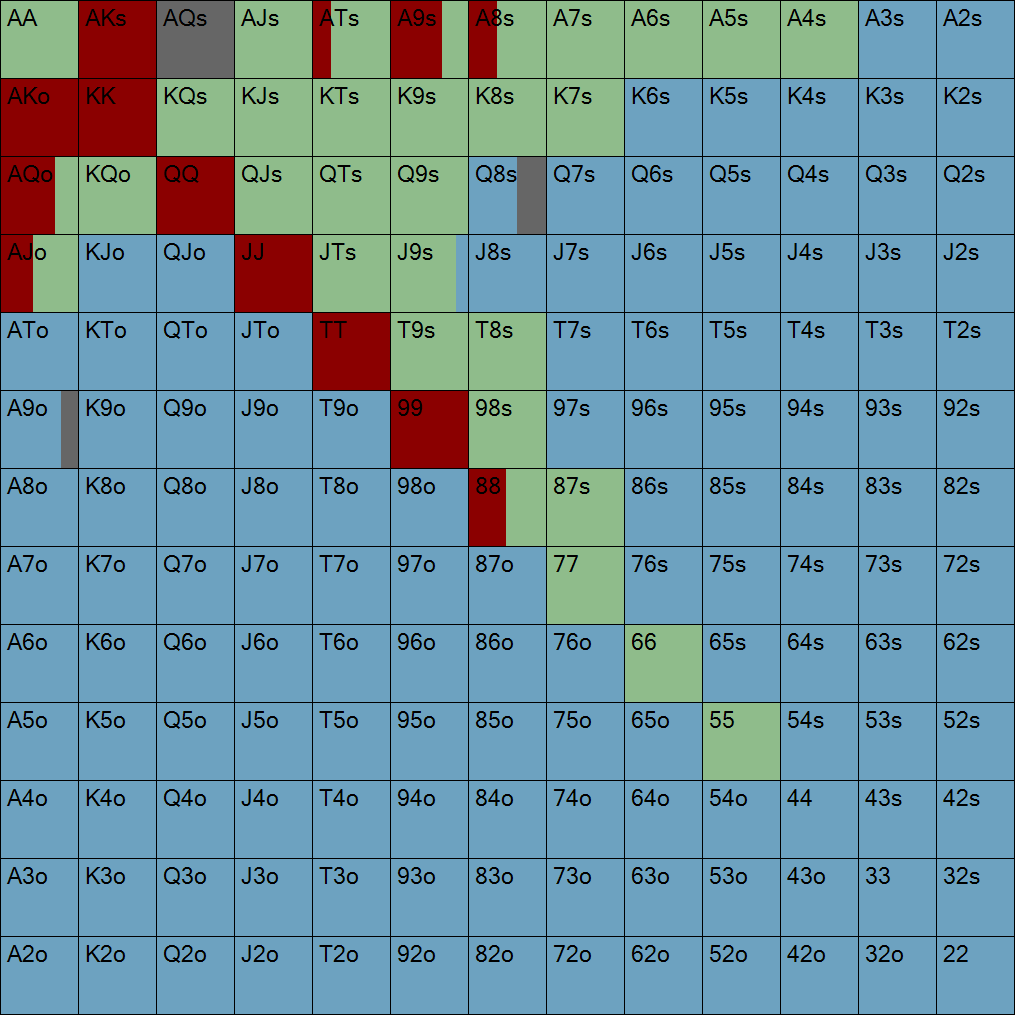 AA AKs AQs AJs ATs A9s A8s A7s A6s A5s A4s A3s A2s
AKo KK KQs KJs KTs K9s K8s K7s K6s K5s K4s K3s K2s
AQo KQo QQ QJs QTs Q9s Q8s Q7s Q6s Q5s Q4s Q3s Q2s
AJo KJo QJo JJ JTs J9s J8s J7s J6s J5s J4s J3s J2s
ATo KTo QTo JTo TT T9s T8s T7s T6s T5s T4s T3s T2s
A9o K9o Q9o J9o T9o 99 98s 97s 96s 95s 94s 93s 92s
A8o K8o Q8o J8o T8o 98o 88 87s 86s 85s 84s 83s 82s
A7o K7o Q7o J7o T7o 97o 87o 77 76s 75s 74s 73s 72s
A6o K6o Q6o J6o T6o 96o 86o 76o 66 65s 64s 63s 62s
A5o K5o Q5o J5o T5o 95o 85o 75o 65o 55 54s 53s 52s
A4o K4o Q4o J4o T4o 94o 84o 74o 64o 54o 44 43s 42s
A3o K3o Q3o J3o T3o 93o 83o 73o 63o 53o 43o 33 32s
A2o K2o Q2o J2o T2o 92o 82o 72o 62o 52o 42o 32o 22